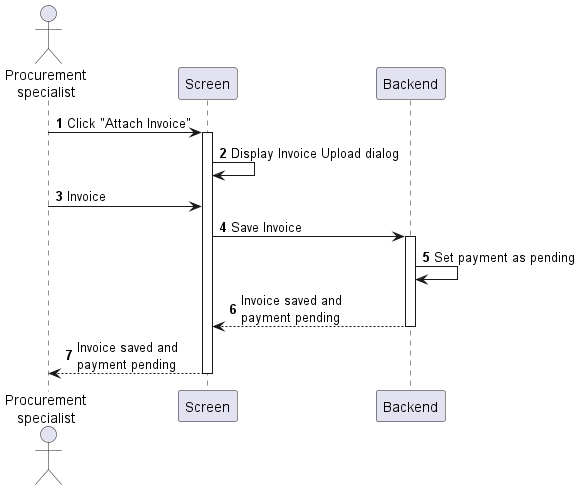 Procurement
specialist
Screen
Backend
1 Click "Attach Invoice"
2 Display Invoice Upload dialog
3 Invoice
4 Save Invoice
5 Set payment as pending
6 Invoice saved and
payment pending
7 Invoice saved and
payment pending
Procurement
specialist
Screen
Backend